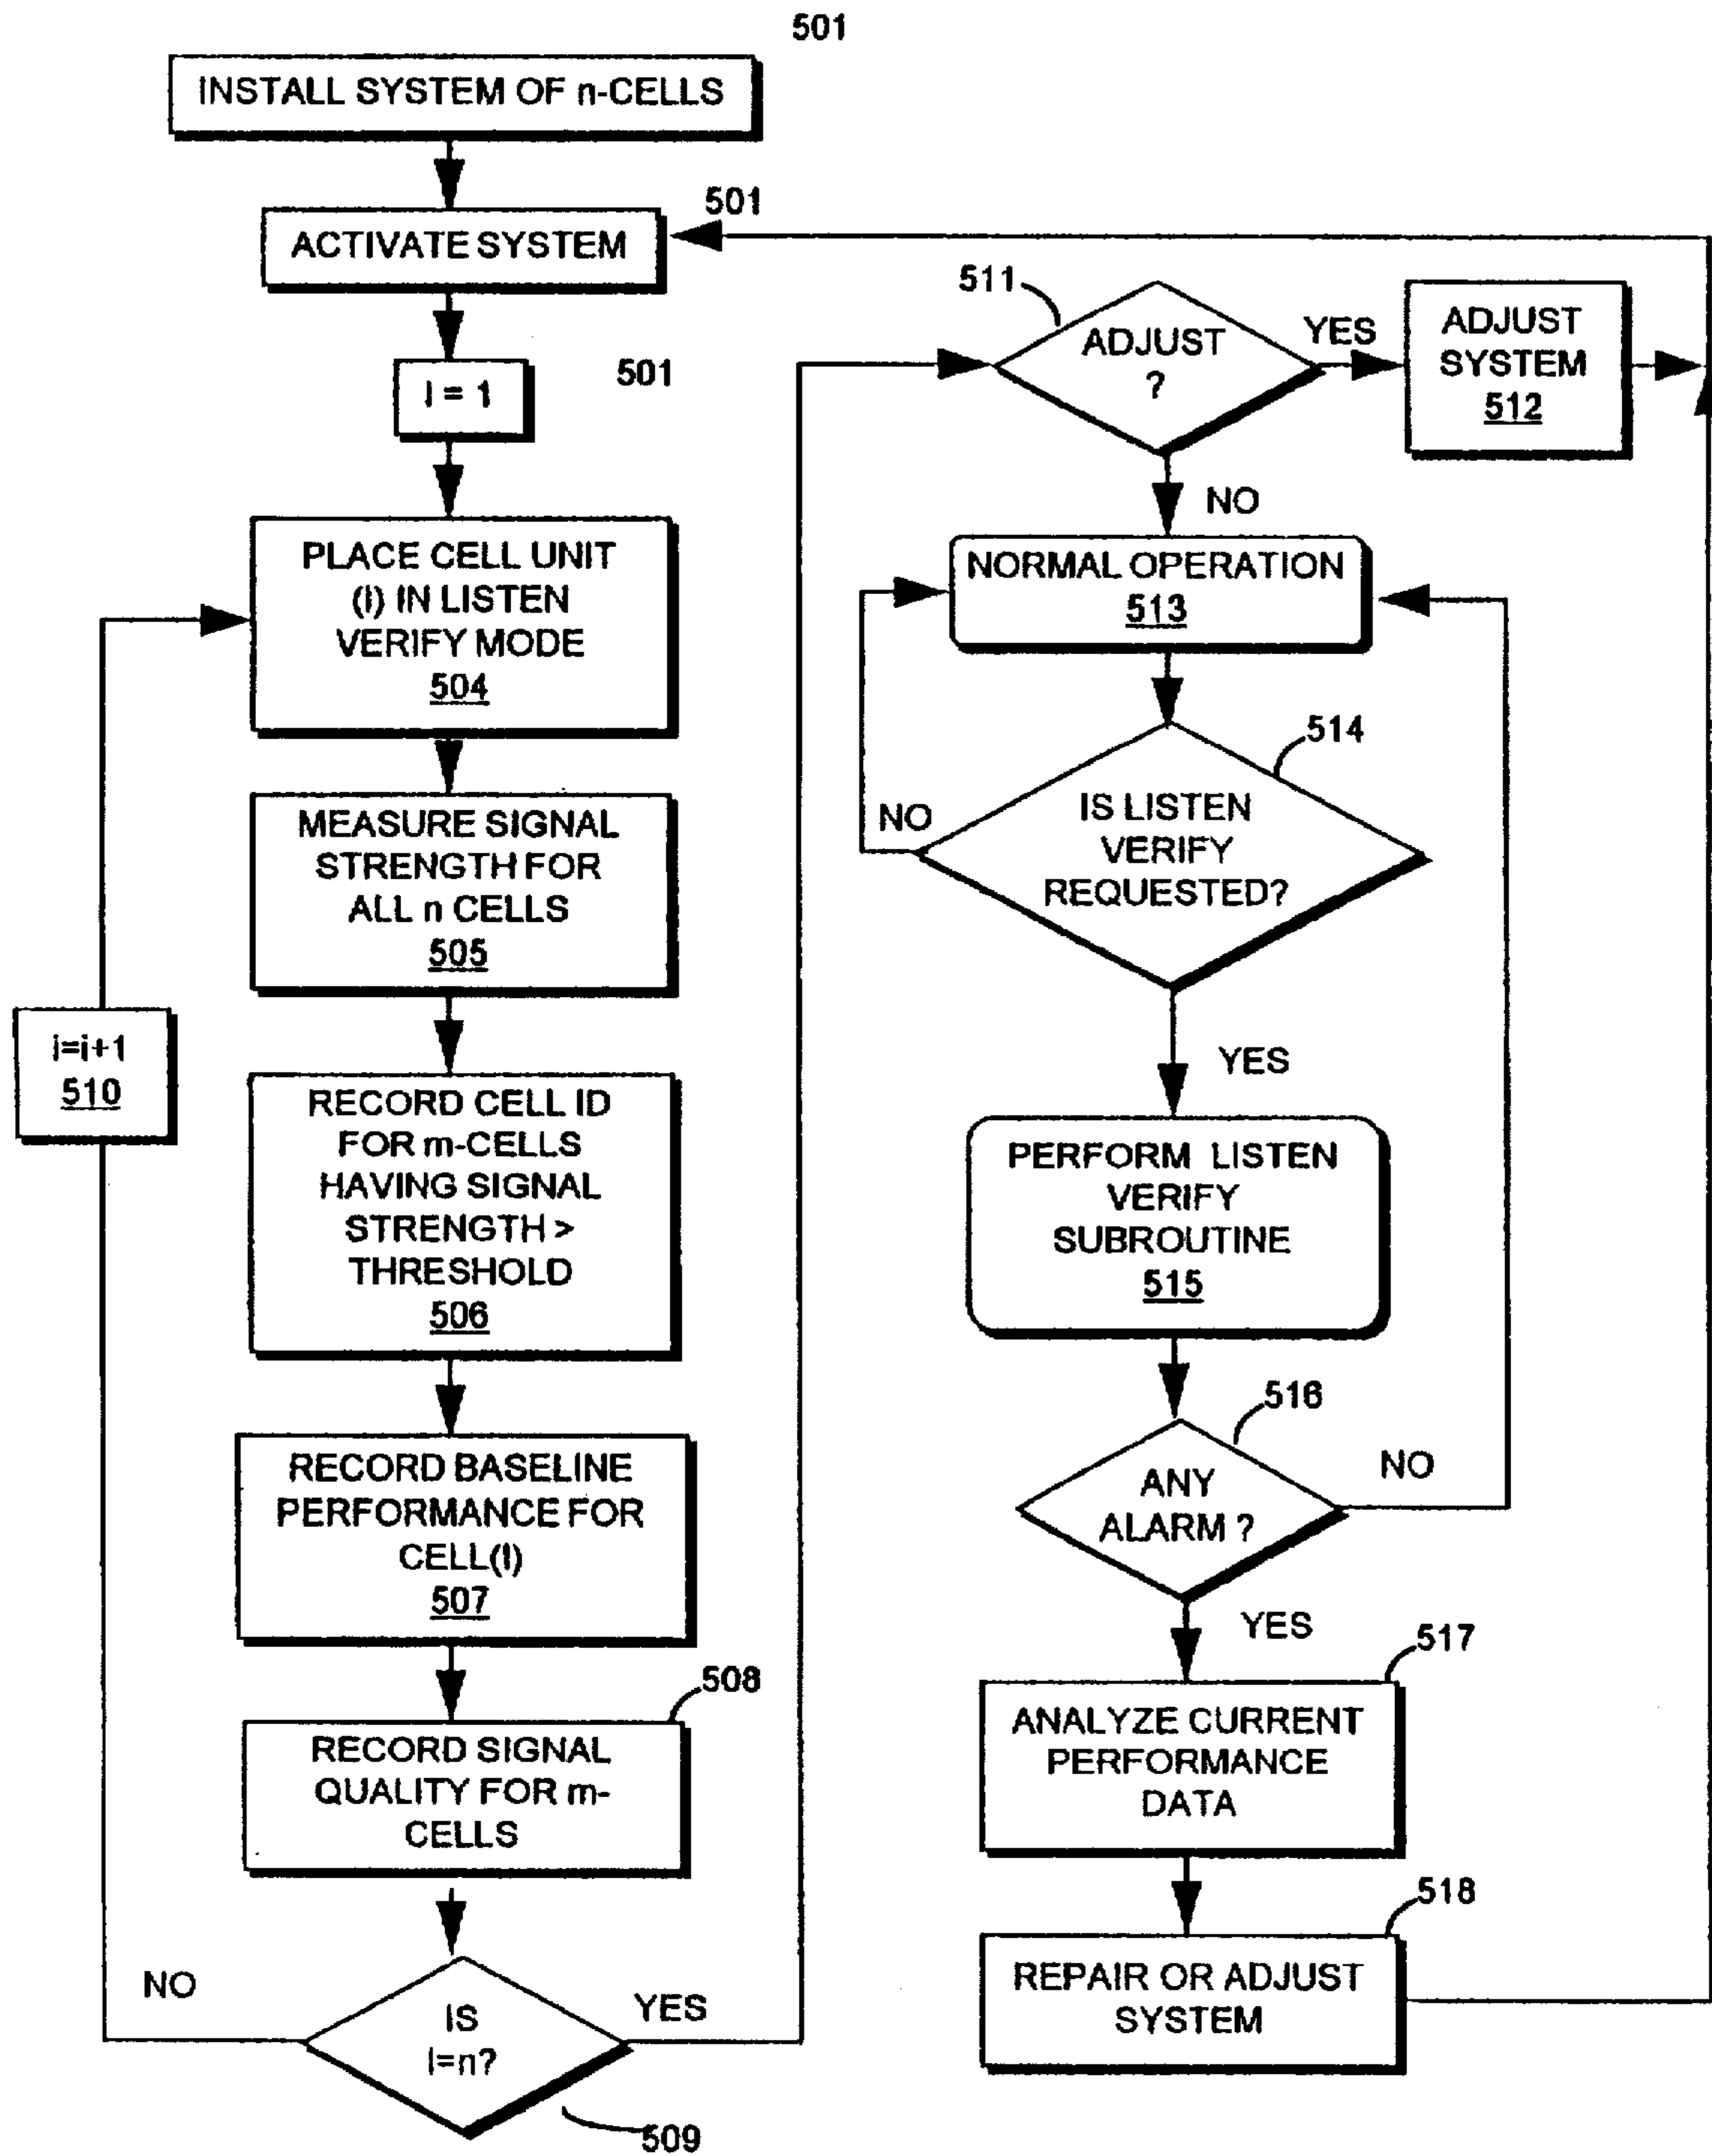 501
INSTALL SYSTEM OF n-CELLS
501
ACTIVATE SYSTEM
I = 1
501
PLACE CELL UNIT
(I) IN LISTEN
VERIFY MODE
504
MEASURE SIGNAL
STRENGTH FOR
ALL n CELLS
505
i=i+1
510
RECORD CELL ID
FOR m-CELLS
HAVING SIGNAL
STRENGTH >
THRESHOLD
506
RECORD BASELINE
PERFORMANCE FOR
CELL(I)
507
508
RECORD SIGNAL
QUALITY FOR m-
CELLS
NO
IS
I=n?
YES
509
511
ADJUST
?
YES
ADJUST
SYSTEM
512
NO
NORMAL OPERATION
513
514
NO
IS LISTEN
VERIFY
REQUESTED?
YES
PERFORM LISTEN
VERIFY
SUBROUTINE
515
516
ANY
ALARM ?
NO
YES
517
ANALYZE CURRENT
PERFORMANCE
DATA
518
REPAIR OR ADJUST
SYSTEM